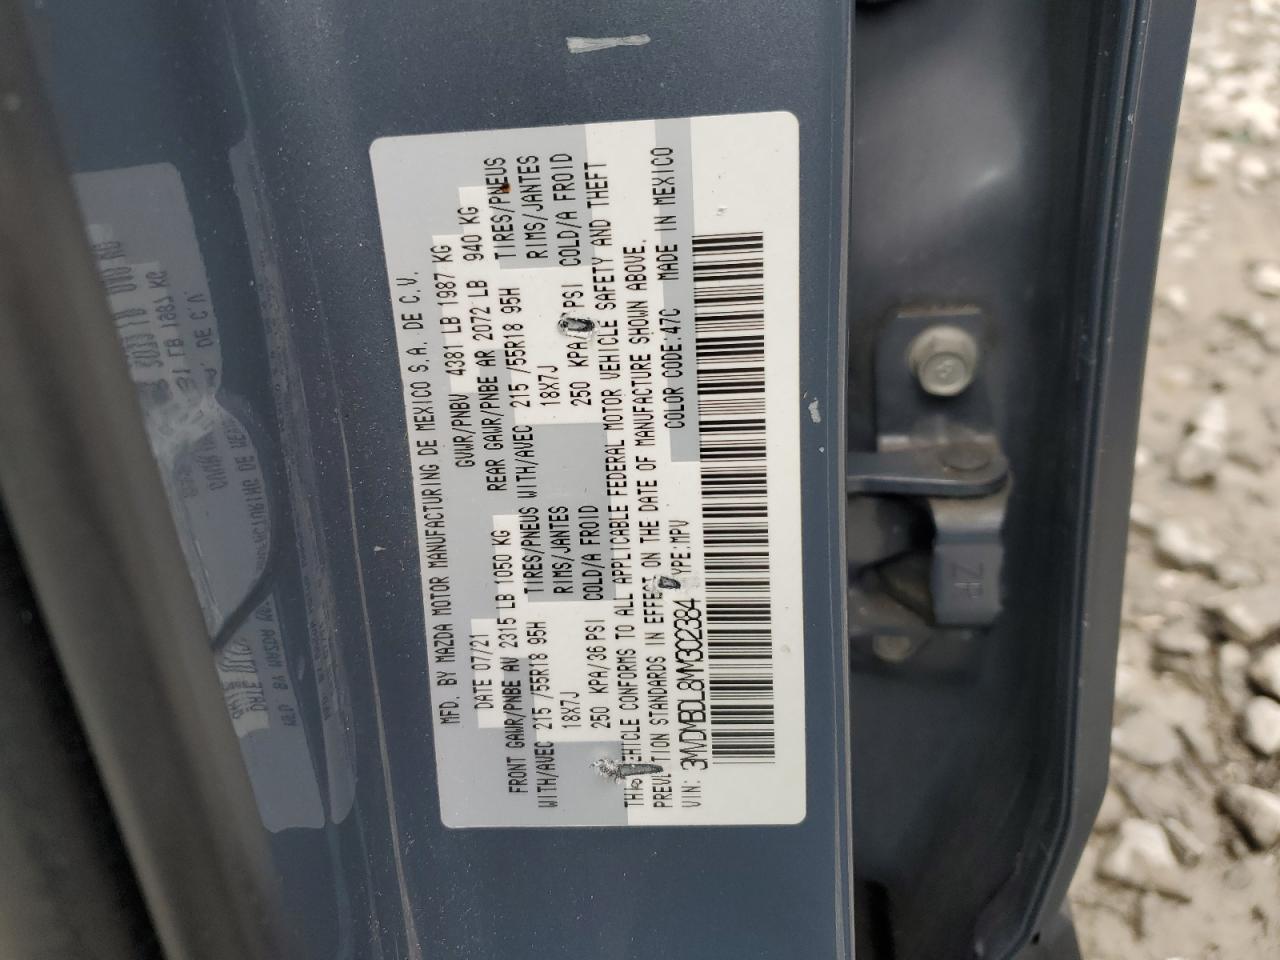 MFD. BY MAZDA MOTOR MANUFACTURING DE MEXICO S.A. DE C.V.
DATE 07/21 GVWR/PNBV 4381 LB 1987 KG
FRONT GAWR/PNBE AV 2315 LB 1050 KG REAR GAWR/PNBE AR 2072 LB 940 KG
WITH/AVEC 215 /55R18 95H TIRES/PNEUS WITH/AVEC 215 /55R18 95H TIRES/PNEUS
18X7J RIMS/JANTES 18X7J RIMS/JANTES
250 KPA/36 PSI COLD/A FROID 250 KPA/ PSI COLD/A FROID
VEHICLE CONFORMS TO ALL APPLICABLE FEDERAL MOTOR VEHICLE SAFETY AND THEFT
STANDARDS IN EFFECT ON THE DATE OF MANUFACTURE SHOWN ABOVE.
VIN: 3MVDMBDL8MM302384 TYPE:MPV COLOR CODE:47C MADE IN MEXICO